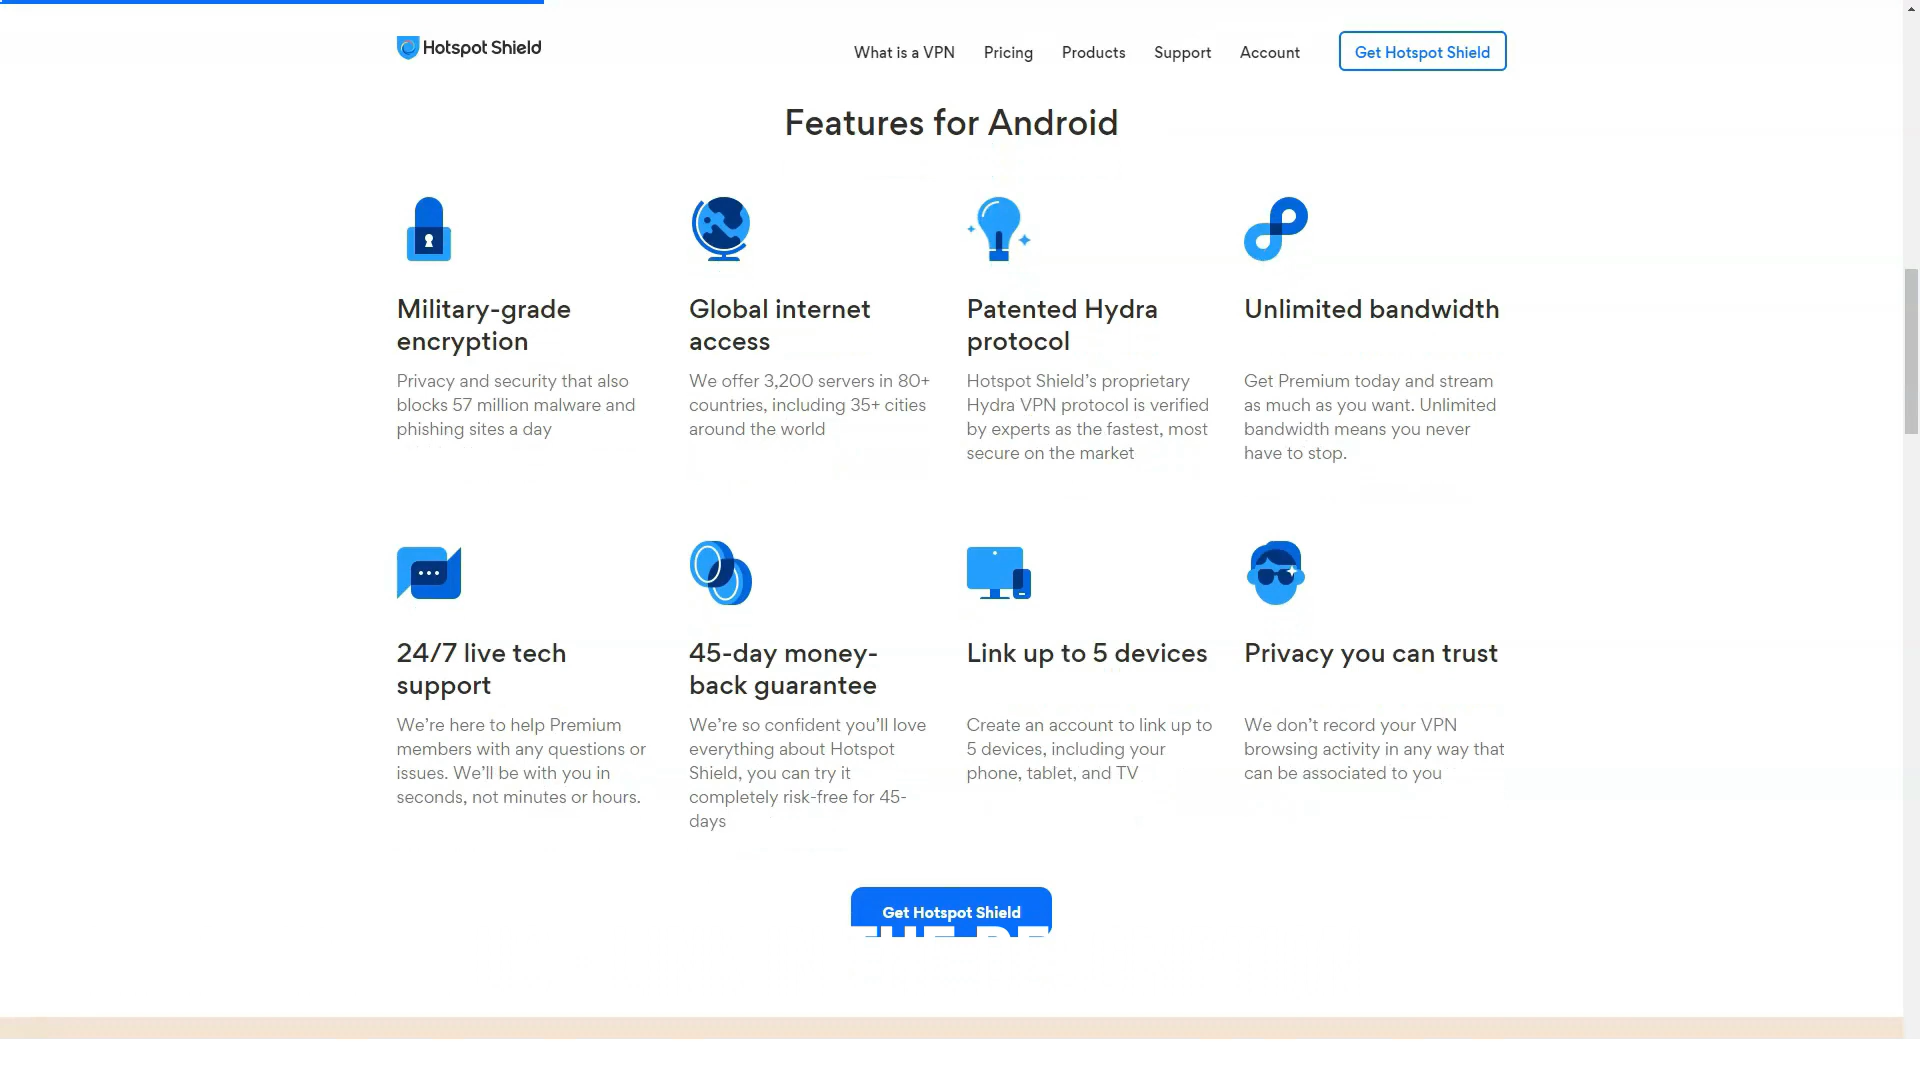 Hotspot Shield
What is a VPN
Pricing
Products
Support
Account
Get Hotspot Shield
Features for Android
Military-grade
encryption
Privacy and security that also
blocks 57 million malware and
phishing sites a day
Global internet
access
We offer 3,200 servers in 80+
countries, including 35+ cities
around the world
Patented Hydra
protocol
Hotspot Shield’s proprietary
Hydra VPN protocol is verified
by experts as the fastest, most
secure on the market
Unlimited bandwidth
Get Premium today and stream
as much as you want. Unlimited
bandwidth means you never
have to stop.
24/7 live tech
support
We’re here to help Premium
members with any questions or
issues. We’ll be with you in
seconds, not minutes or hours.
45-day money-
back guarantee
We’re so confident you’ll love
everything about Hotspot
Shield, you can try it
completely risk-free for 45-
days
Link up to 5 devices
Create an account to link up to
5 devices, including your
phone, tablet, and TV
Privacy you can trust
We don’t record your VPN
browsing activity in any way that
can be associated to you
Get Hotspot Shield